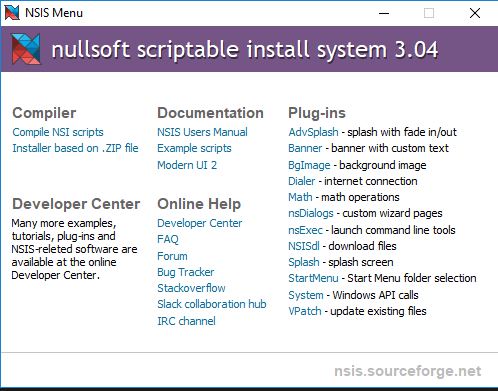 NSIS Menu
nullsoft scriptable install system 3.04
Compiler
Compile NSI scripts
Installer based on .ZIP file
Documentation
NSIS Users Manual
Example scripts
Modern UI 2
Plug-ins
AdvSplash - splash with fade in/out
Banner - banner with custom text
BgImage - background image
Dialer - internet connection
Math - math operations
nsDialogs - custom wizard pages
nsExec - launch command line tools
NSISdl - download files
Splash - splash screen
StartMenu - Start Menu folder selection
System - Windows API calls
VPatch - update existing files
Developer Center
Many more examples,
tutorials, plug-ins and
NSIS-releted software are
available at the online
Developer Center.
Online Help
Developer Center
FAQ
Forum
Bug Tracker
Stackoverflow
Slack collaboration hub
IRC channel
nsis.sourceforge.net